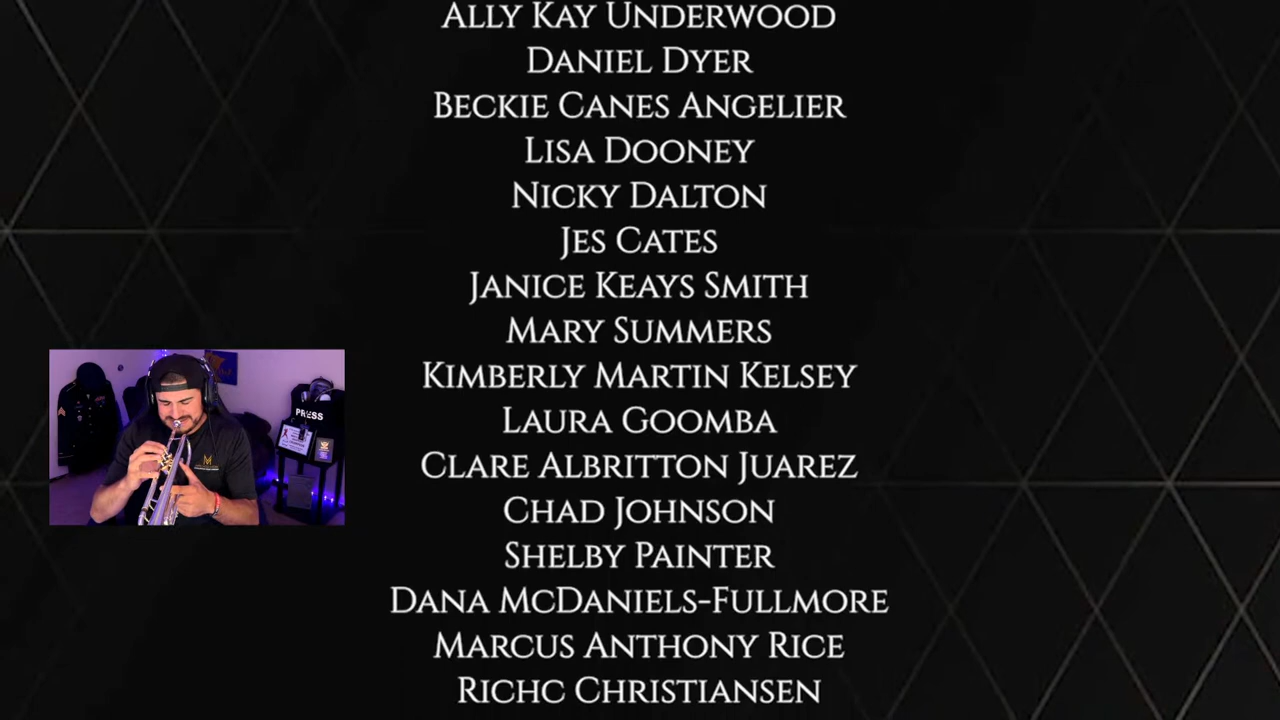 ALLY KAY UNDERWOOD
DANIEL DYER
BECKIE CANES ANGELIER
LISA DOONEY
NICKY DALTON
JES CATES
JANICE KEAYS SMITH
MARY SUMMERS
KIMBERLY MARTIN KELSEY
LAURA GOOMBA
CLARE ALBRITTON JUAREZ
CHAD JOHNSON
SHELBY PAINTER
DANA MCDANIELS-FULLMORE
MARCUS ANTHONY RICE
RICHC CHRISTIANSEN
PRESS